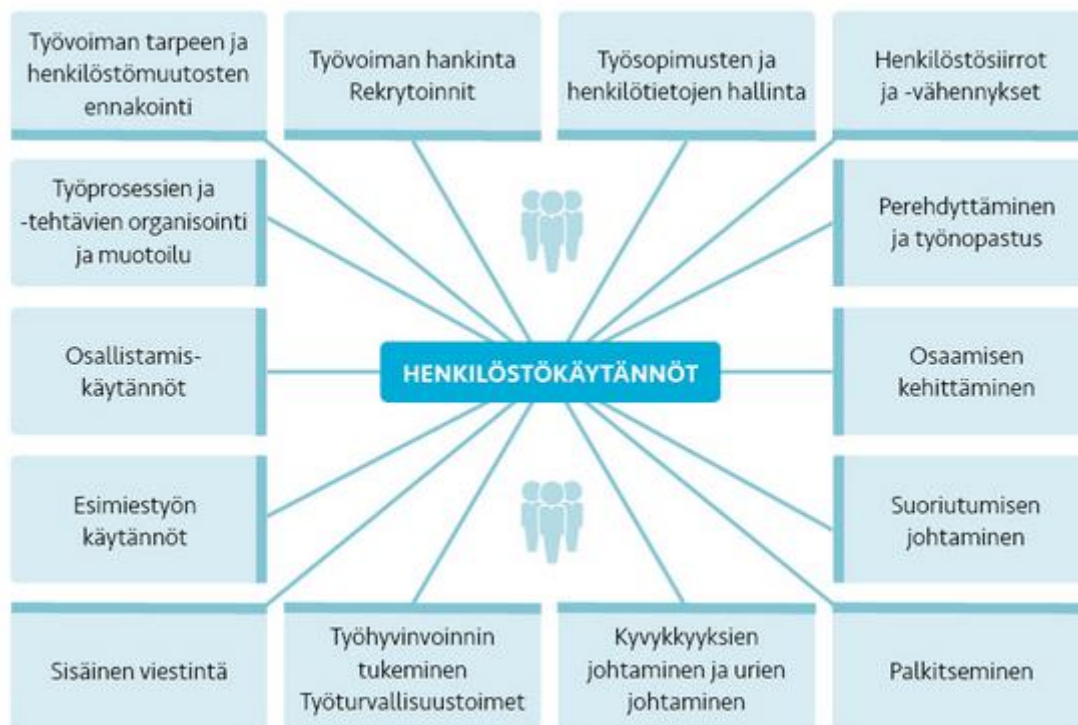 Työvoiman tarpeen ja
henkilöstömuutosten
ennakointi
Työvoiman hankinta
Rekrytoinnit
Työsopimusten ja
henkilötietojen hallinta
Henkilöstösiirrot
ja -vähennykset
Työprosessien ja
-tehtävien organisointi
ja muotoilu
Perehdyttäminen
ja työnopastus
Osallistamis-
käytännöt
HENKILÖSTÖKÄYTÄNNÖT
Osaamisen
kehittäminen
Esimiestyön
käytännöt
Suoriutumisen
johtaminen
Sisäinen viestintä
Työhyvinvoinnin
tukeminen
Työturvallisuustoimet
Kyvykkyyksien
johtaminen ja urien
johtaminen
Palkitseminen